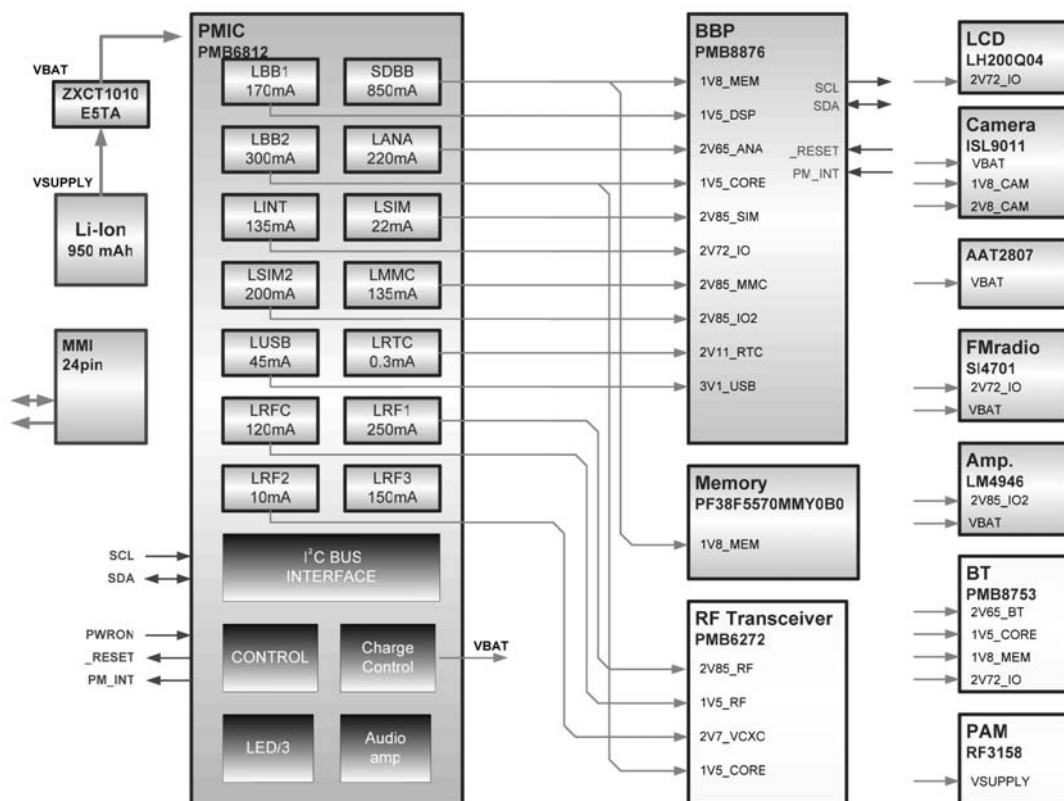 VBAT
ZXCT1010
E5TA
VSUPPLY
Li-Ion
950 mAh
MMI
24pin
SCL
SDA
PWRON
_RESET
PM_INT
PMIC
PMB6812
LBB1
170mA
SDBB
850mA
LBB2
300mA
LANA
220mA
LINT
135mA
LSIM
22mA
LSIM2
200mA
LMMC
135mA
LUSB
45mA
LRTC
0.3mA
LRFC
120mA
LRF1
250mA
LRF2
10mA
LRF3
150mA
I²C BUS
INTERFACE
CONTROL
Charge
Control
VBAT
LED/3
Audio
amp
BBP
PMB8876
1V8_MEM
1V5_DSP
2V65_ANA
1V5_CORE
2V85_SIM
2V72_IO
2V85_MMC
2V85_IO2
2V11_RTC
3V1_USB
SCL
SDA
_RESET
PM_INT
Memory
PF38F5570MMY0B0
1V8_MEM
RF Transceiver
PMB6272
2V85_RF
1V5_RF
2V7_VCXC
1V5_CORE
LCD
LH200Q04
2V72_IO
Camera
ISL9011
VBAT
1V8_CAM
2V8_CAM
AAT2807
VBAT
FMradio
SI4701
2V72_IO
VBAT
Amp.
LM4946
2V85_IO2
VBAT
BT
PMB8753
2V65_BT
1V5_CORE
1V8_MEM
2V72_IO
PAM
RF3158
VSUPPLY